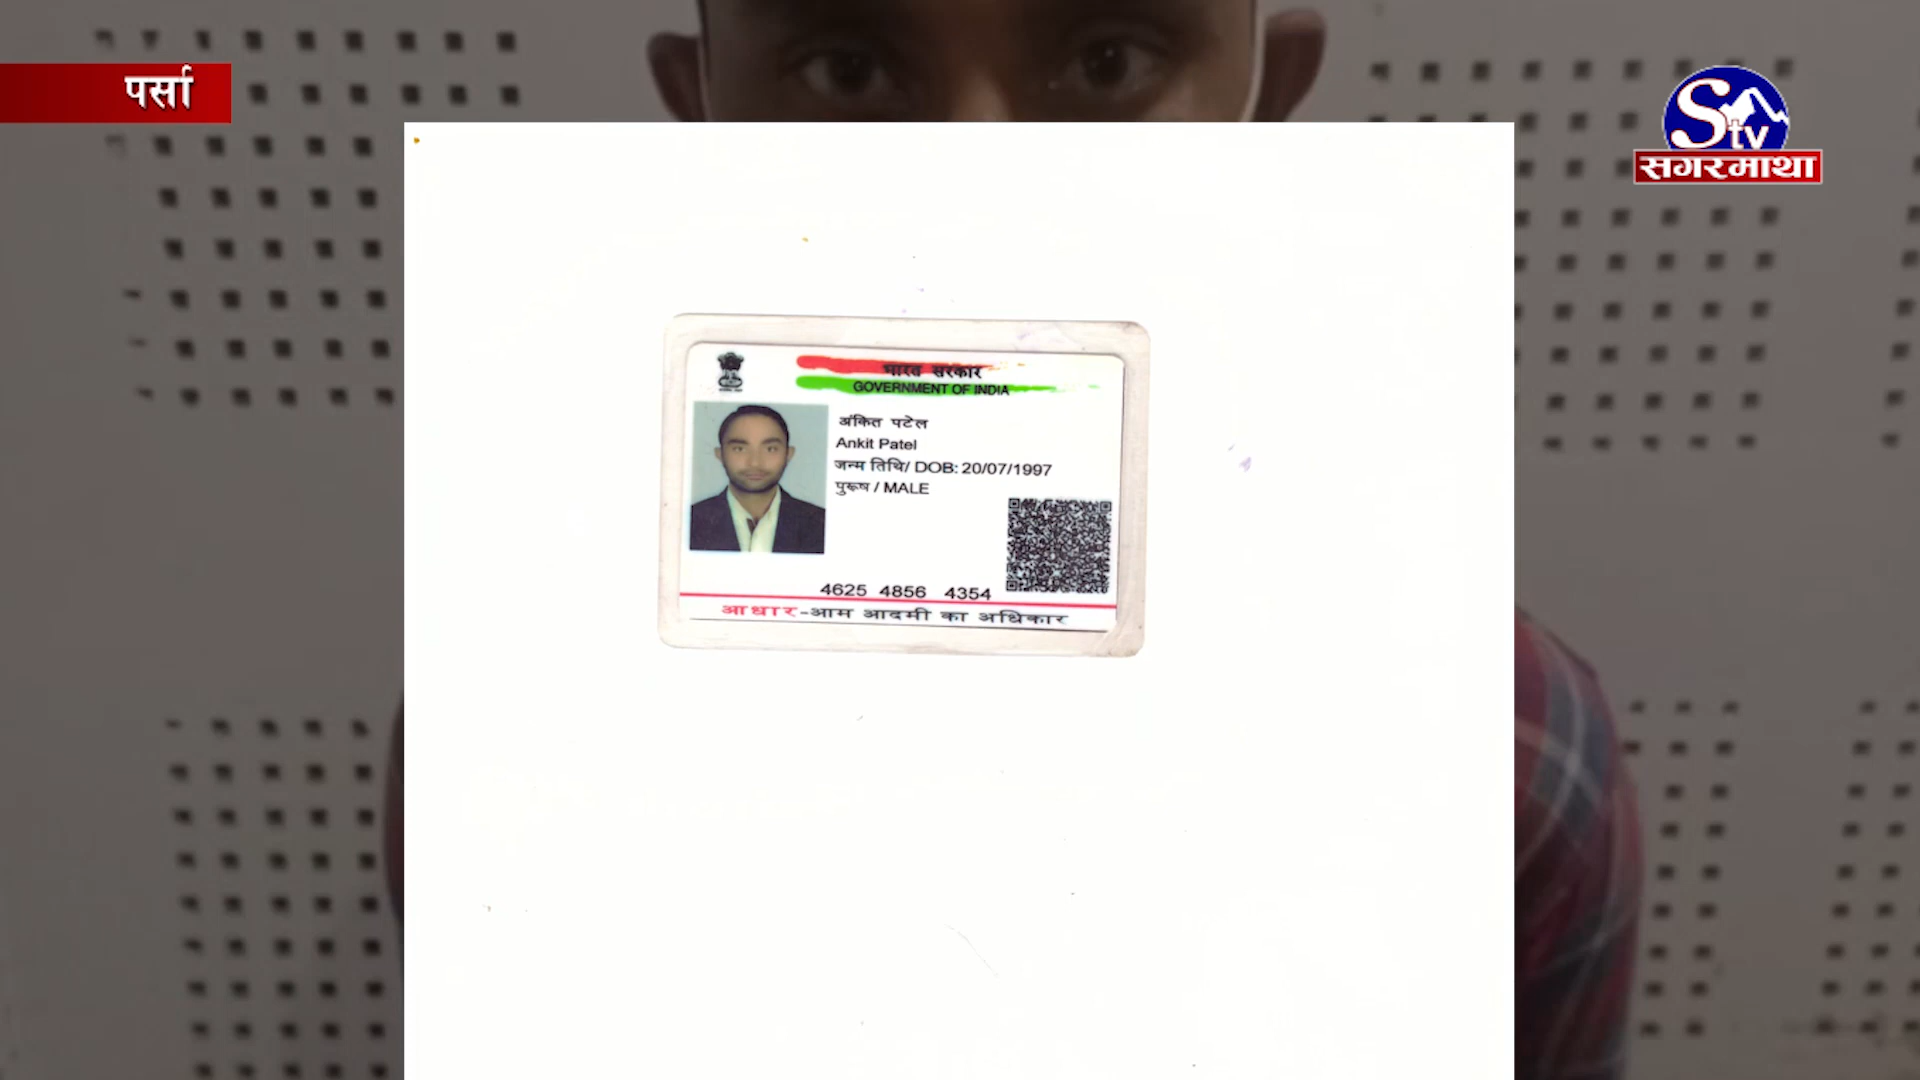 पर्सा
S
tv
सगरमाथा
भारत सरकार
GOVERNMENT OF INDIA
अंकित पटेल
Ankit Patel
जन्म तिथि/ DOB: 20/07/1997
पुरूष / MALE
4625 4856 4354
आधार-आम आदमी का अधिकार